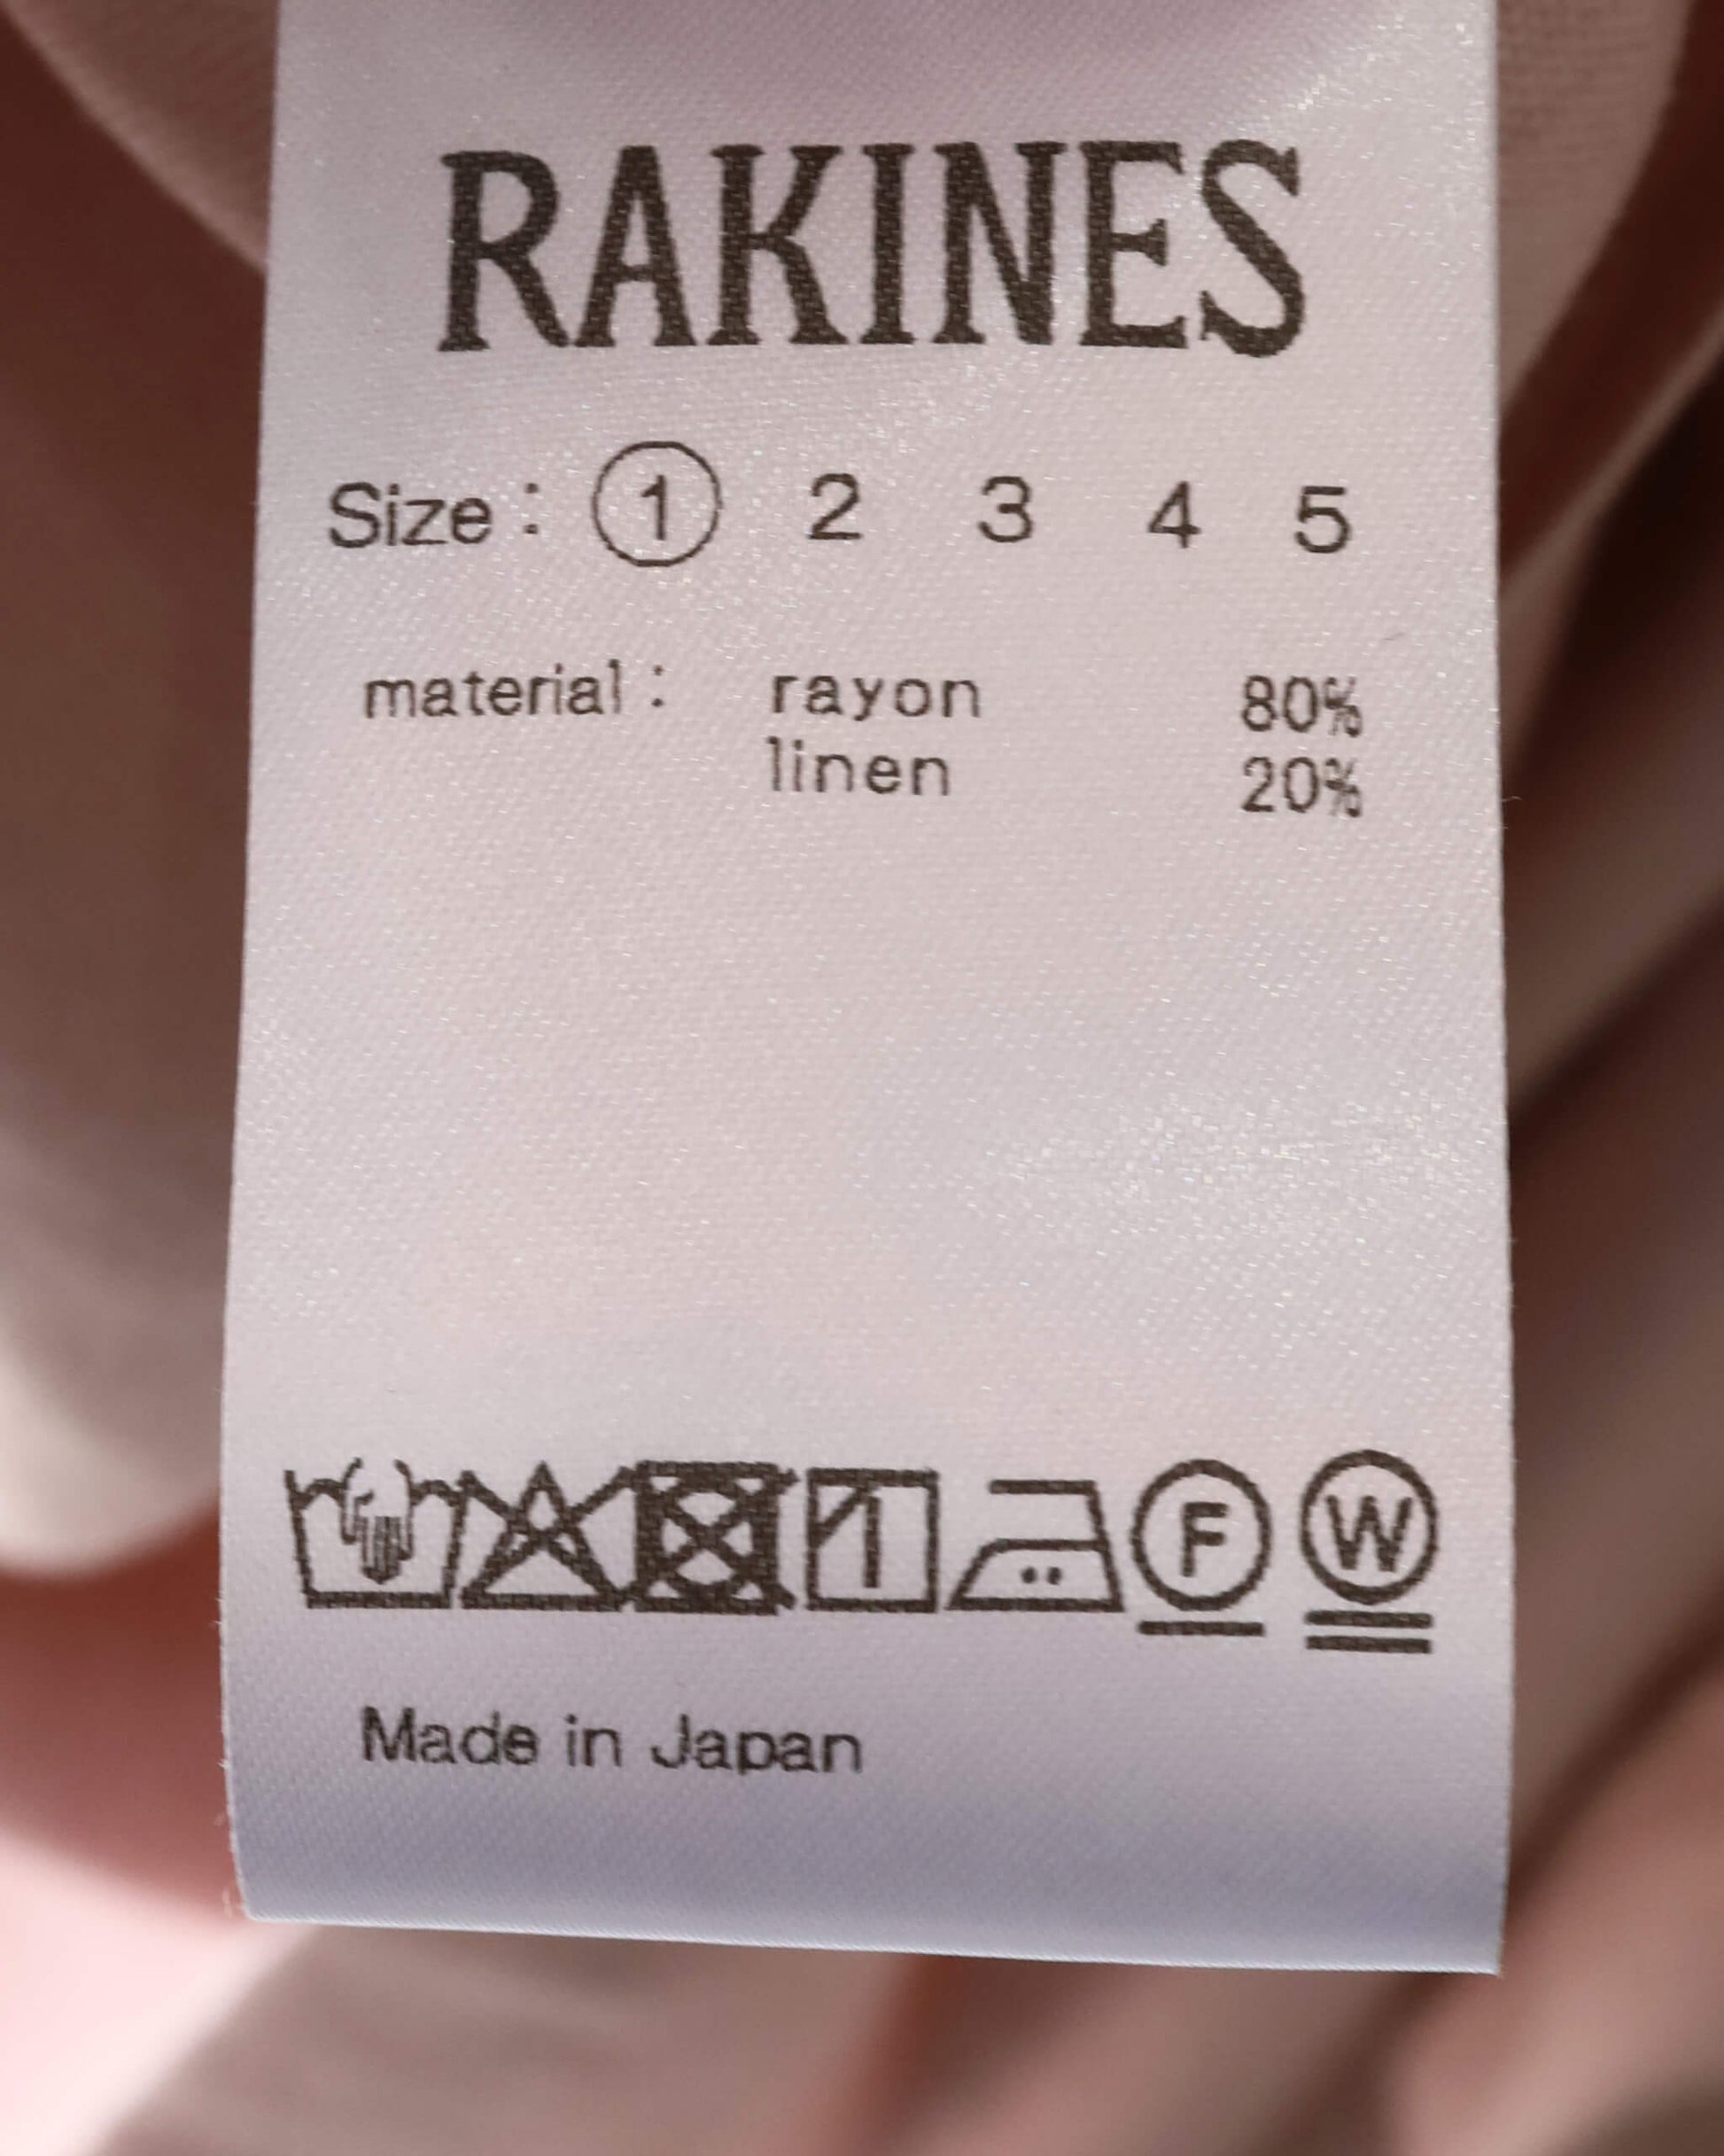 RAKINES
Size : 1 2 3 4 5
material : rayon 80%
linen 20%
F W
Made in Japan